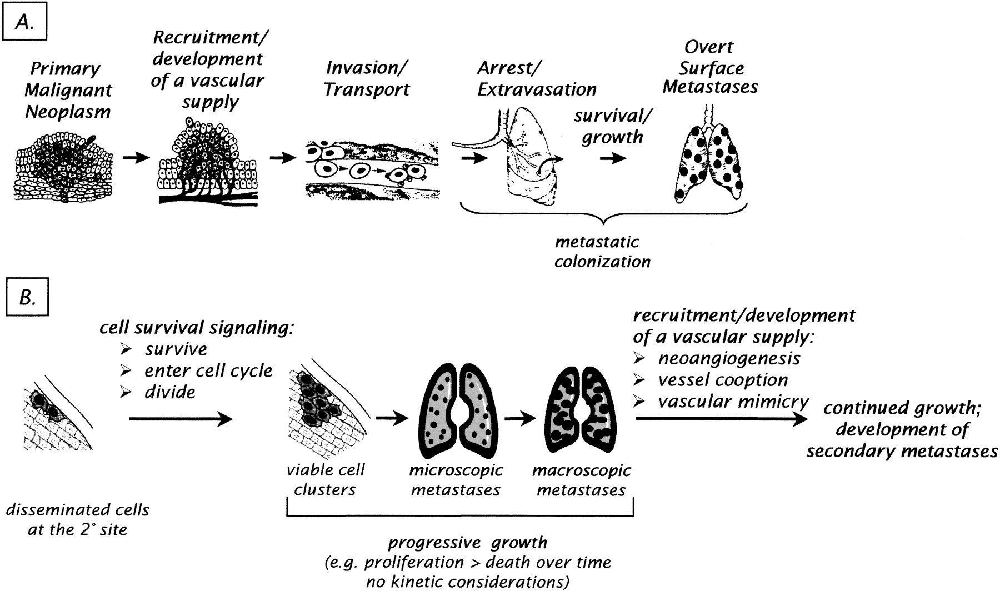 A.
Primary
Malignant
Neoplasm
Recruitment/
development
of a vascular
supply
Invasion/
Transport
Arrest/
Extravasation
survival/
growth
Overt
Surface
Metastases
metastatic
colonization
B.
disseminated cells
at the 2° site
cell survival signaling:
➢ survive
➢ enter cell cycle
➢ divide
viable cell
clusters
microscopic
metastases
macroscopic
metastases
progressive growth
(e.g. proliferation > death over time
no kinetic considerations)
recruitment/development
of a vascular supply:
➢ neoangiogenesis
➢ vessel cooption
➢ vascular mimicry
continued growth;
development of
secondary metastases